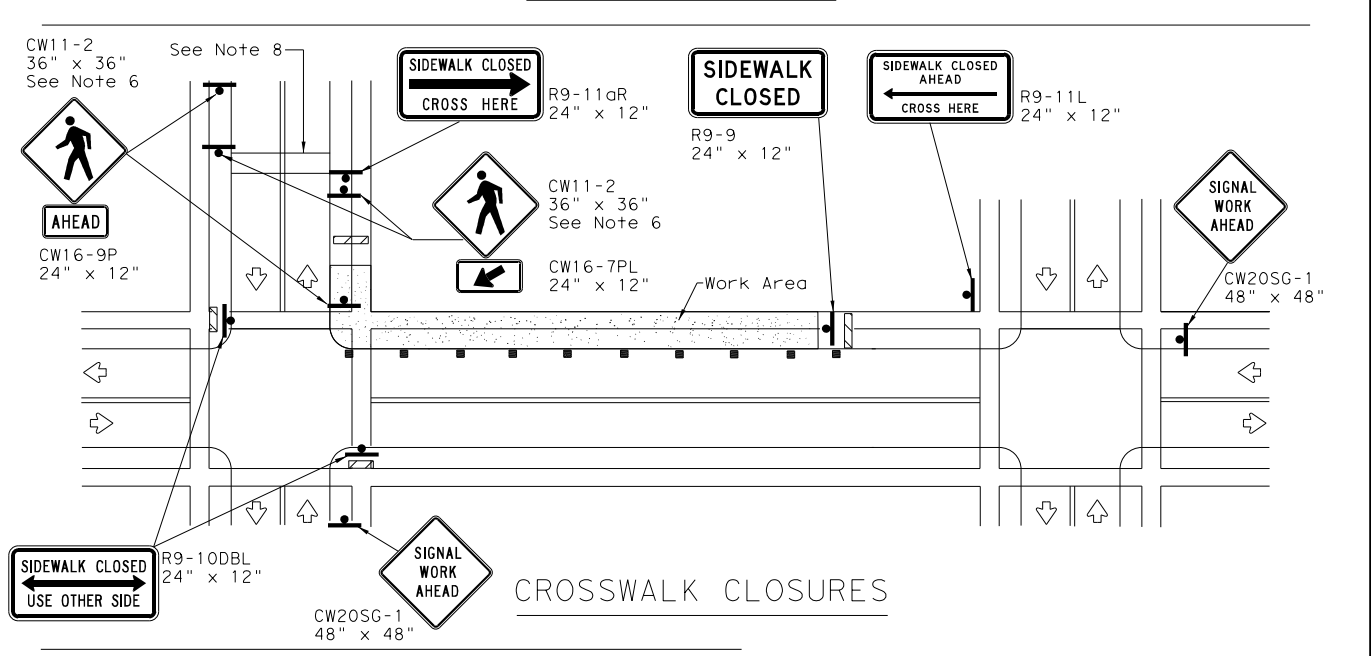 CW11-2
36" x 36"
See Note 6
See Note 8
SIDEWALK CLOSED
CROSS HERE
R9-11aR
24" x 12"
SIDEWALK
CLOSED
R9-9
24" x 12"
SIDEWALK CLOSED
AHEAD
CROSS HERE
R9-11L
24" x 12"
AHEAD
CW16-9P
24" x 12"
CW11-2
36" x 36"
See Note 6
CW16-7PL
24" x 12"
Work Area
SIGNAL
WORK
AHEAD
CW20SG-1
48" x 48"
SIDEWALK CLOSED
USE OTHER SIDE
R9-10DBL
24" x 12"
SIGNAL
WORK
AHEAD
CW20SG-1
48" x 48"
CROSSWALK CLOSURES